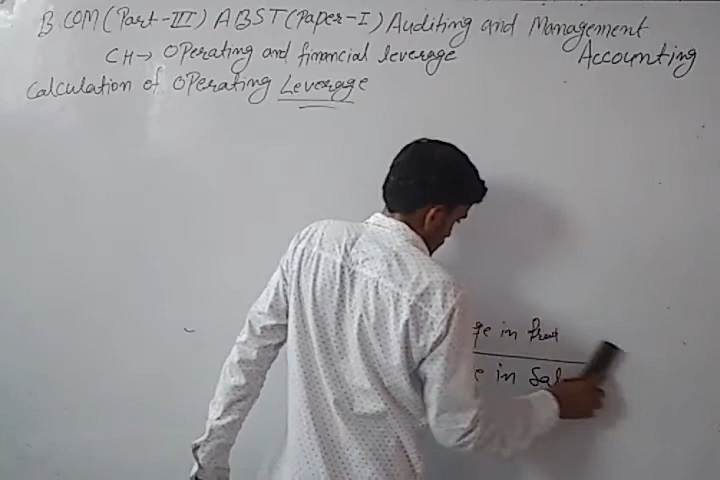 B COM (Part-III) ABST (Paper-I) Auditing and Management
Accounting
CH→ Operating and financial leverage
Calculation of Operating Leverage
ge in
e in Sal